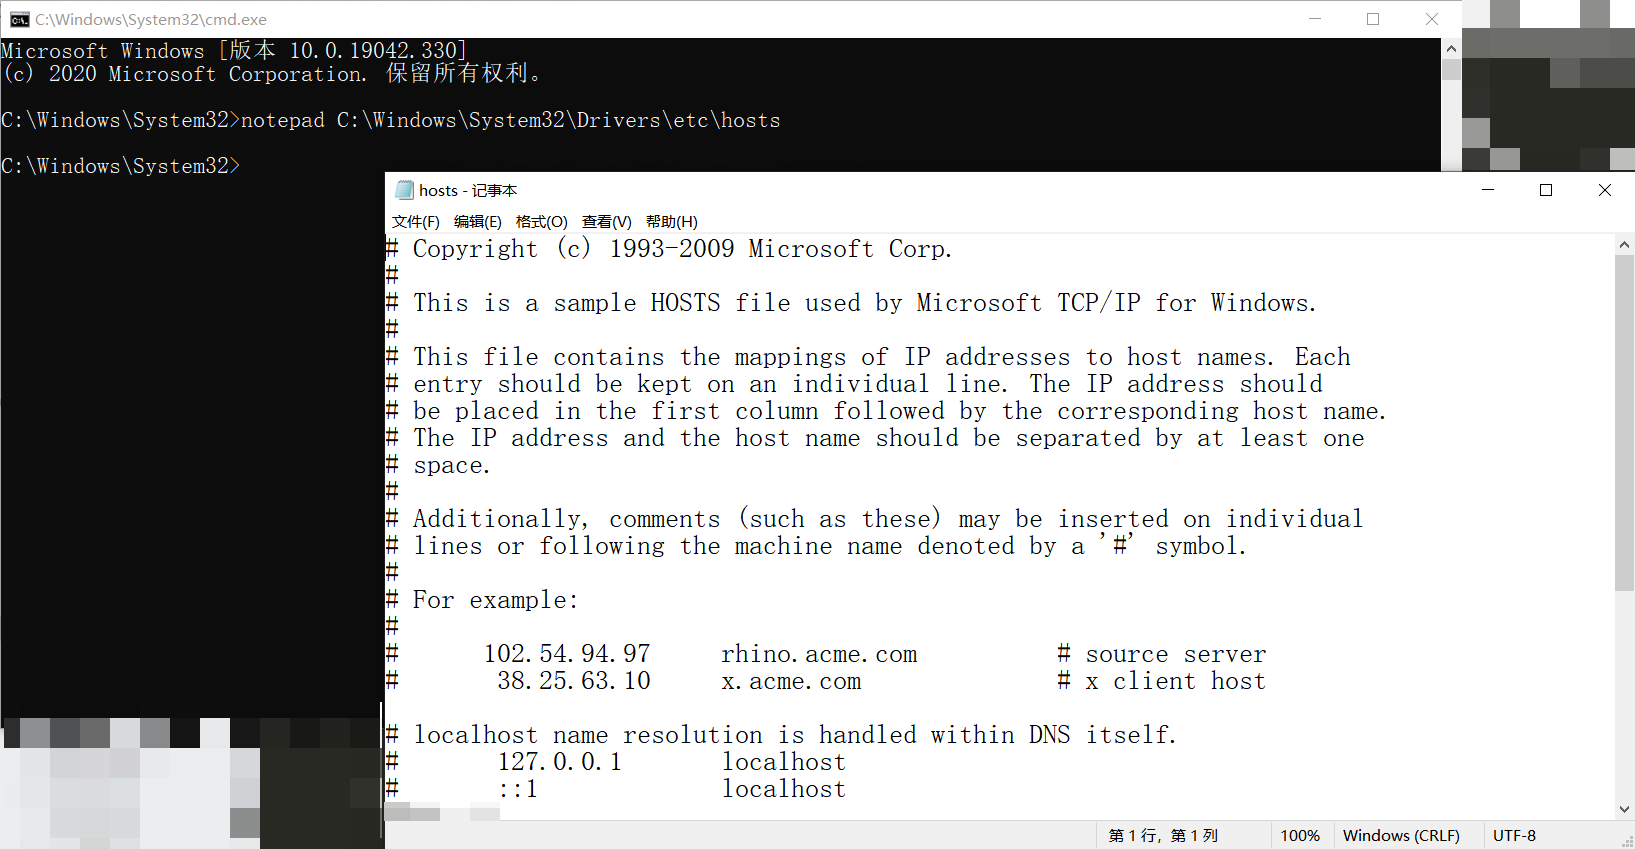 C:\Windows\System32\cmd.exe
Microsoft Windows [版本 10.0.19042.330]
(c) 2020 Microsoft Corporation. 保留所有权利。
C:\Windows\System32>notepad C:\Windows\System32\Drivers\etc\hosts
C:\Windows\System32>
hosts - 记事本
文件(F) 编辑(E) 格式(O) 查看(V) 帮助(H)
# Copyright (c) 1993-2009 Microsoft Corp.
#
# This is a sample HOSTS file used by Microsoft TCP/IP for Windows.
#
# This file contains the mappings of IP addresses to host names. Each
# entry should be kept on an individual line. The IP address should
# be placed in the first column followed by the corresponding host name.
# The IP address and the host name should be separated by at least one
# space.
#
# Additionally, comments (such as these) may be inserted on individual
# lines or following the machine name denoted by a '#' symbol.
#
# For example:
#
#      102.54.94.97     rhino.acme.com          # source server
#       38.25.63.10     x.acme.com              # x client host
# localhost name resolution is handled within DNS itself.
#       127.0.0.1       localhost
#       ::1             localhost
第 1 行，第 1 列 100% Windows (CRLF) UTF-8